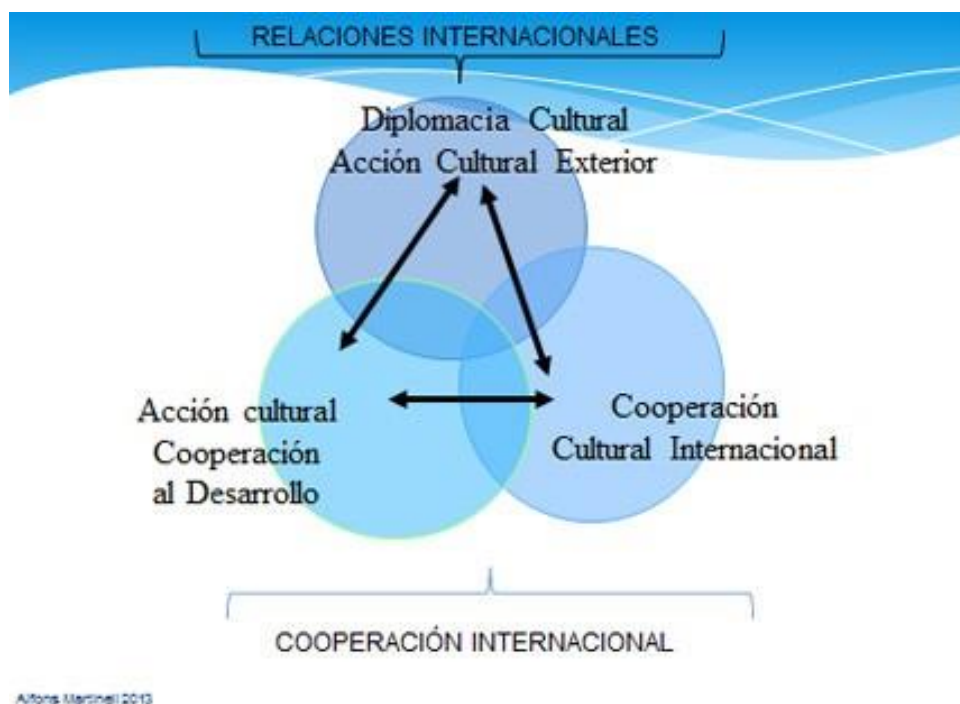 RELACIONES INTERNACIONALES
Diplomacia Cultural
Acción Cultural Exterior
Acción cultural
Cooperación
al Desarrollo
Cooperación
Cultural Internacional
COOPERACIÓN INTERNACIONAL
Alfons Martinell 2013